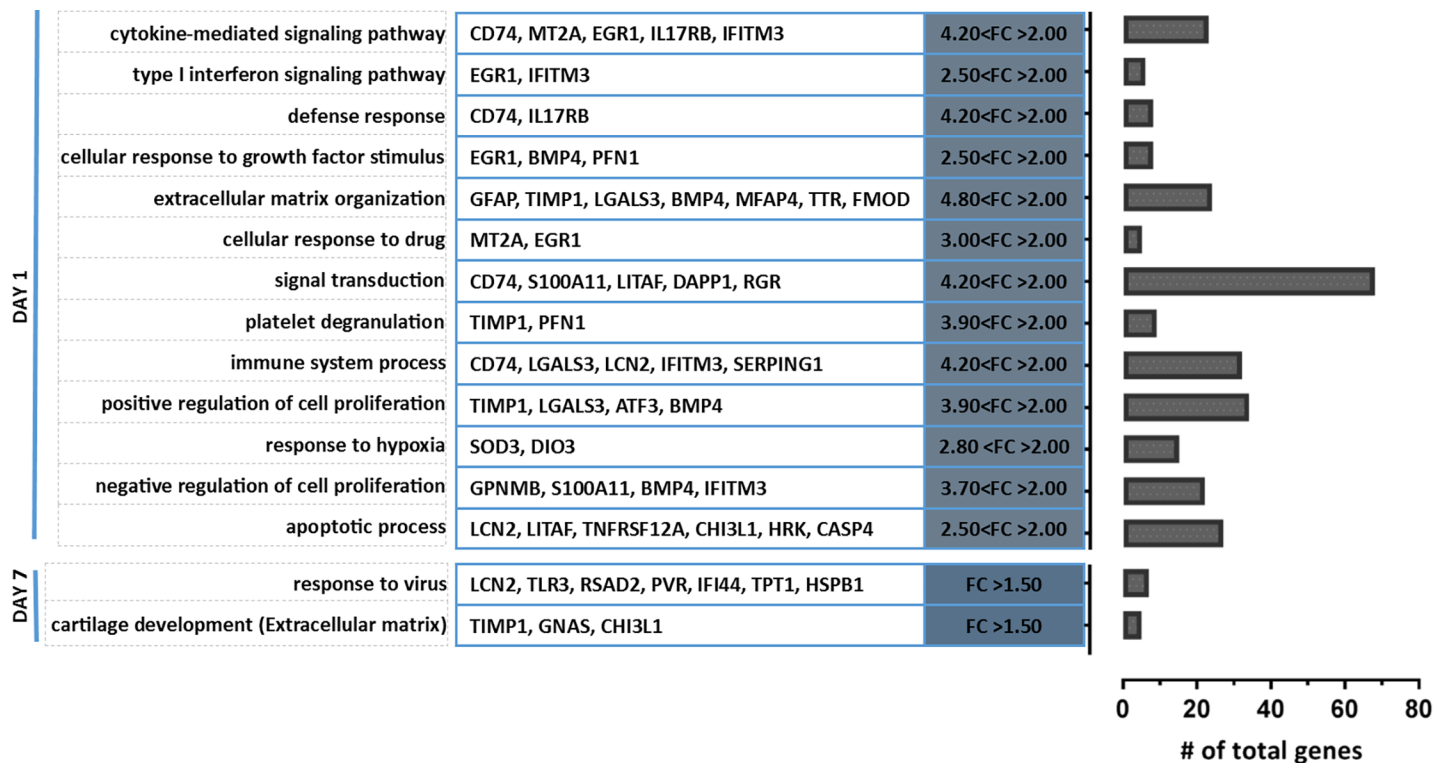 DAY 1
cytokine-mediated signaling pathway CD74, MT2A, EGR1, IL17RB, IFITM3 4.20<FC >2.00
type I interferon signaling pathway EGR1, IFITM3 2.50<FC >2.00
defense response CD74, IL17RB 4.20<FC >2.00
cellular response to growth factor stimulus EGR1, BMP4, PFN1 2.50<FC >2.00
extracellular matrix organization GFAP, TIMP1, LGALS3, BMP4, MFAP4, TTR, FMOD 4.80<FC >2.00
cellular response to drug MT2A, EGR1 3.00<FC >2.00
signal transduction CD74, S100A11, LITAF, DAPP1, RGR 4.20<FC >2.00
platelet degranulation TIMP1, PFN1 3.90<FC >2.00
immune system process CD74, LGALS3, LCN2, IFITM3, SERPING1 4.20<FC >2.00
positive regulation of cell proliferation TIMP1, LGALS3, ATF3, BMP4 3.90<FC >2.00
response to hypoxia SOD3, DIO3 2.80 <FC >2.00
negative regulation of cell proliferation GPNMB, S100A11, BMP4, IFITM3 3.70<FC >2.00
apoptotic process LCN2, LITAF, TNFRSF12A, CHI3L1, HRK, CASP4 2.50<FC >2.00
DAY 7
response to virus LCN2, TLR3, RSAD2, PVR, IFI44, TPT1, HSPB1 FC >1.50
cartilage development (Extracellular matrix) TIMP1, GNAS, CHI3L1 FC >1.50
0 20 40 60 80
# of total genes